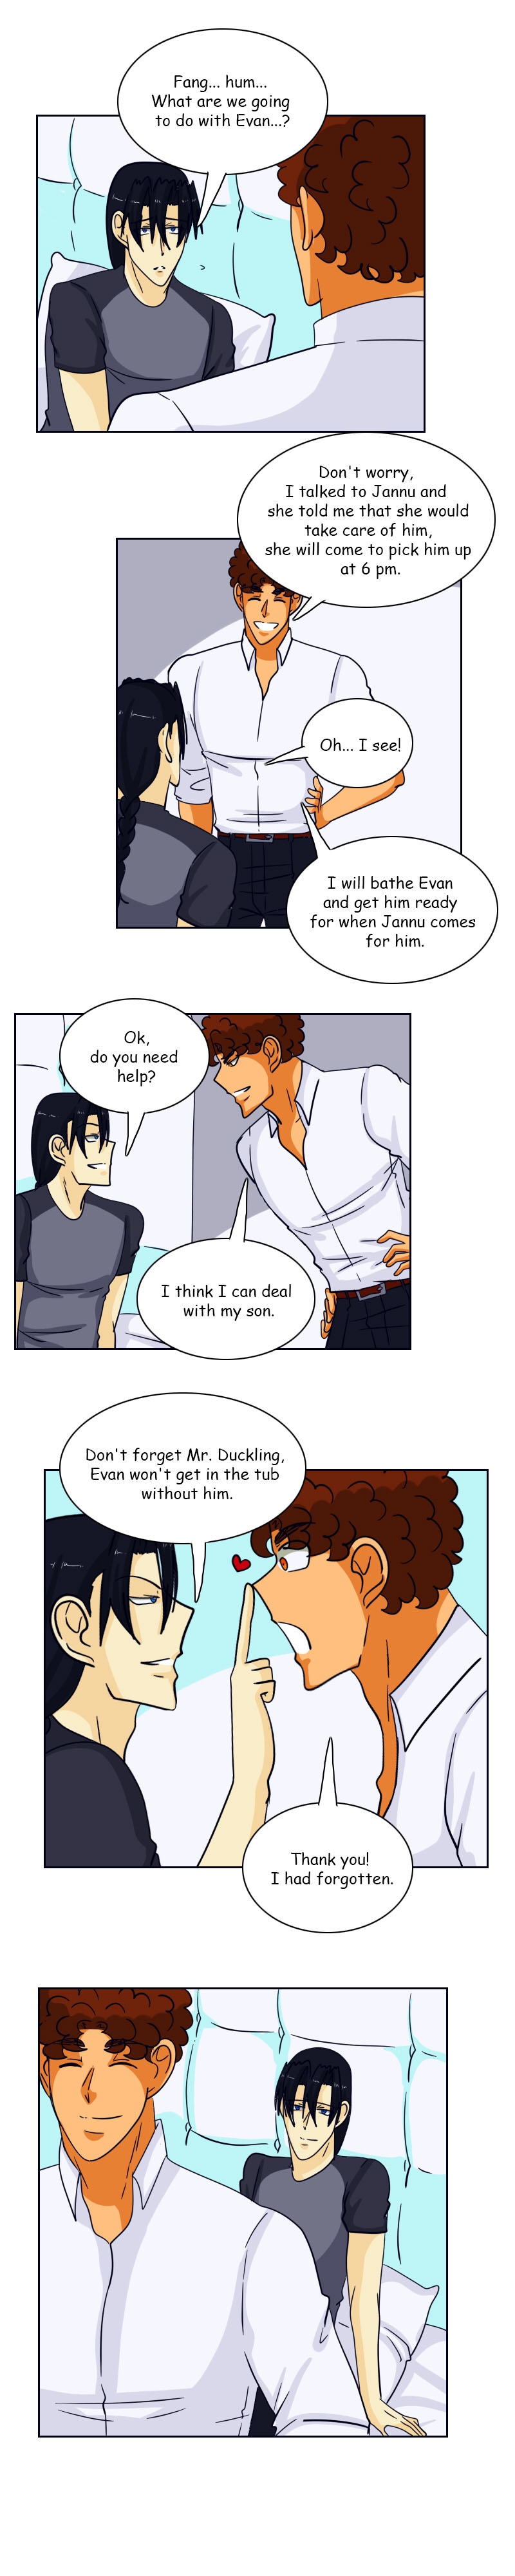 Fang... hum...
What are we going
to do with Evan...?
Don't worry,
I talked to Jannu and
she told me that she would
take care of him,
she will come to pick him up
at 6 pm.
Oh... I see!
I will bathe Evan
and get him ready
for when Jannu comes
for him.
Ok,
do you need
help?
I think I can deal
with my son.
Don't forget Mr. Duckling,
Evan won't get in the tub
without him.
Thank you!
I had forgotten.